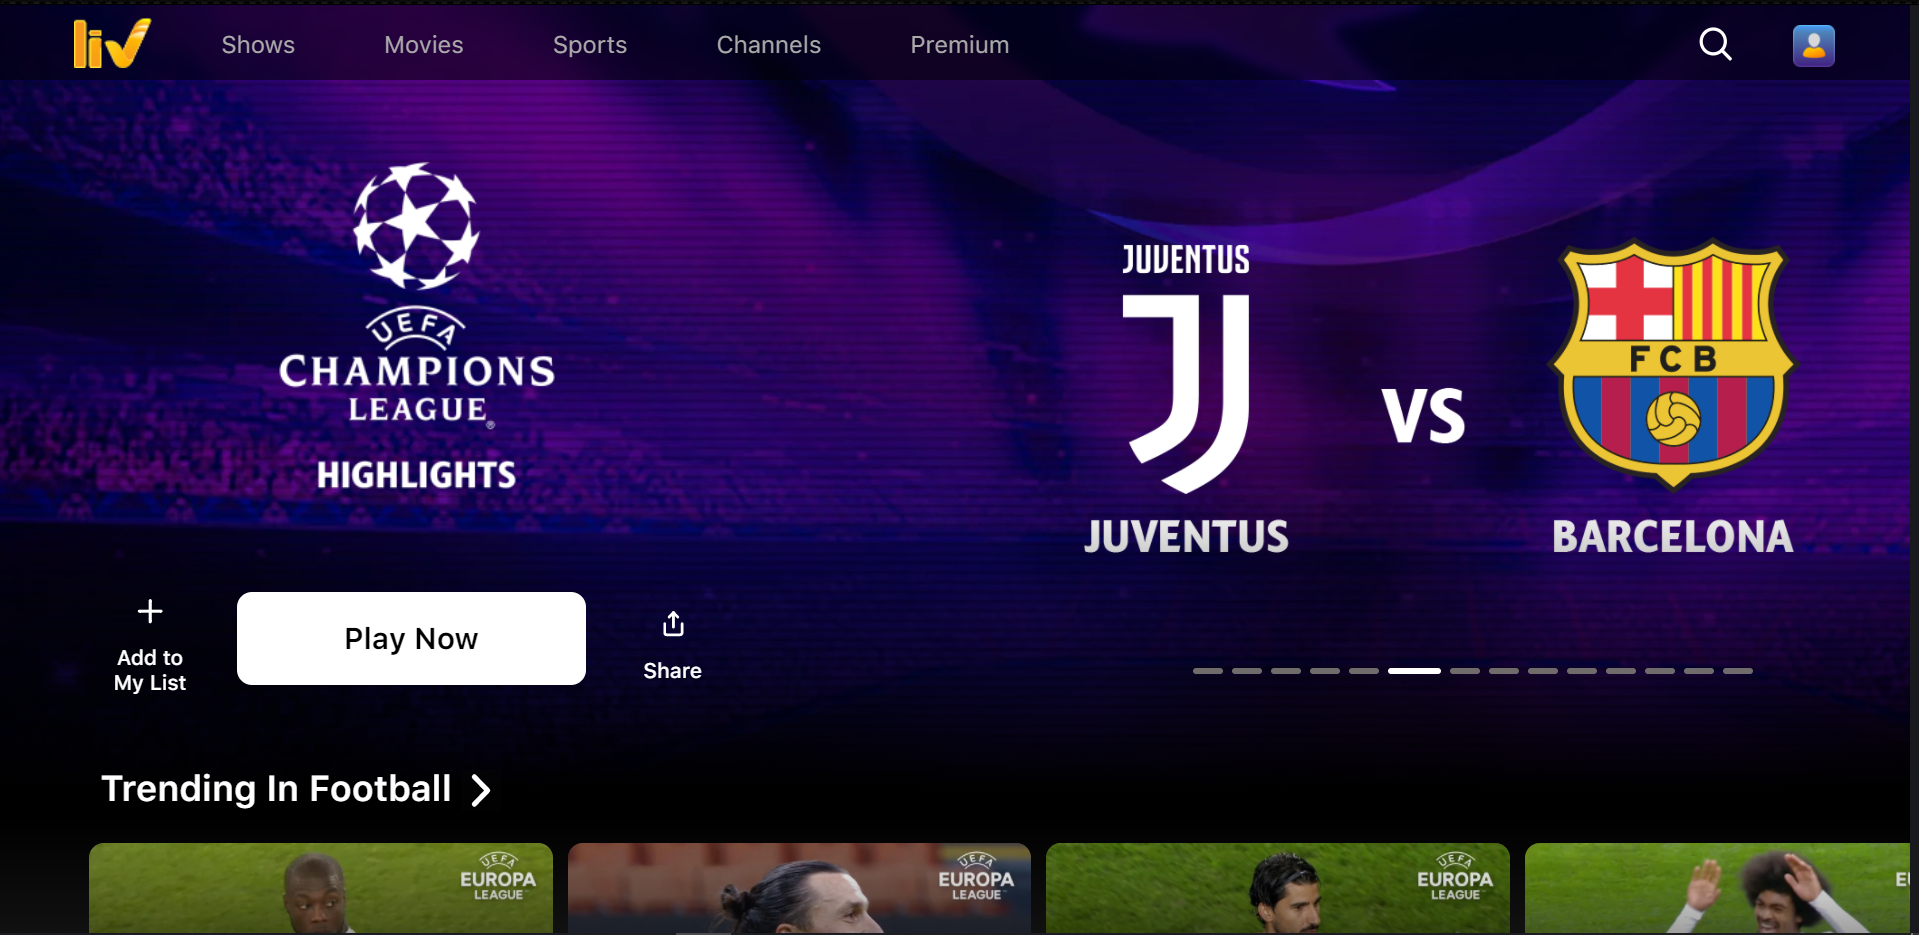 liv
Shows
Movies
Sports
Channels
Premium
UEFA
CHAMPIONS
LEAGUE®
HIGHLIGHTS
JUVENTUS
JUVENTUS
VS
FCB
BARCELONA
Add to
My List
Play Now
Share
Trending In Football
UEFA
EUROPA
LEAGUE
UEFA
EUROPA
LEAGUE
UEFA
EUROPA
LEAGUE